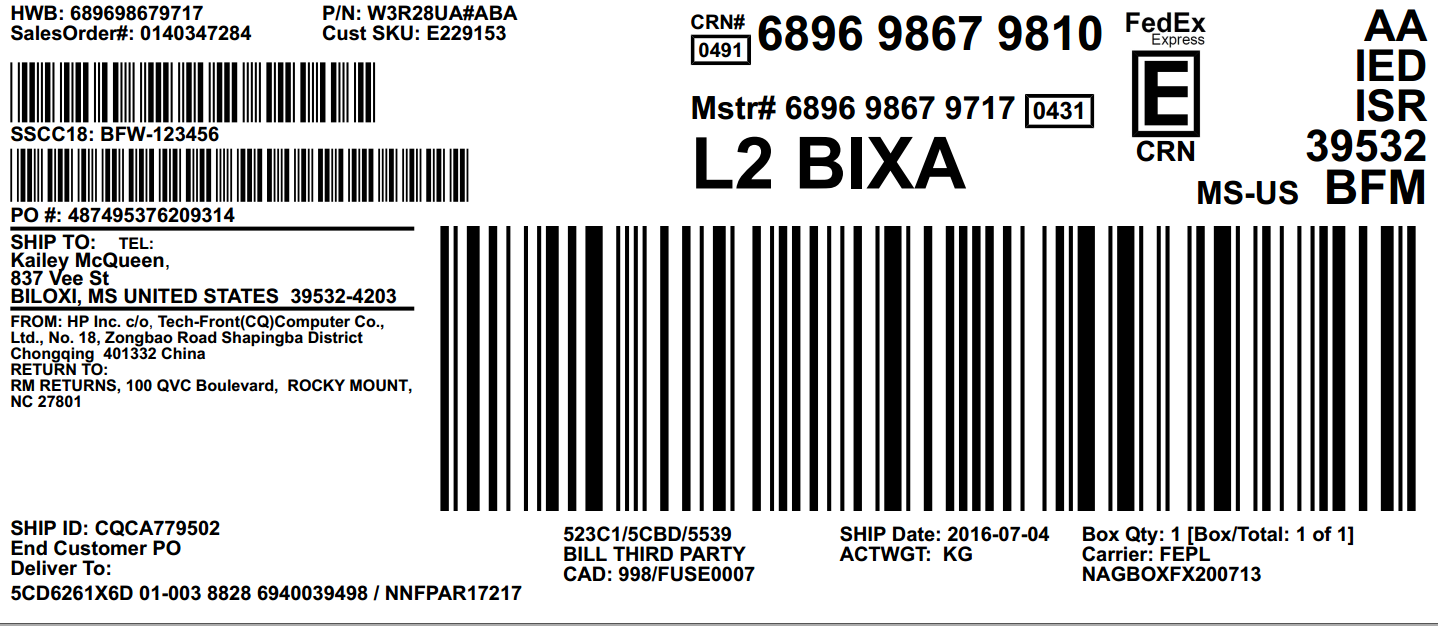 HWB: 689698679717 P/N: W3R28UA#ABA
SalesOrder#: 0140347284 Cust SKU: E229153
SSCC18: BFW-123456
PO #: 487495376209314
SHIP TO: TEL:
Kailey McQueen,
837 Vee St
BILOXI, MS UNITED STATES 39532-4203
FROM: HP Inc. c/o, Tech-Front(CQ)Computer Co.,
Ltd., No. 18, Zongbao Road Shapingba District
Chongqing 401332 China
RETURN TO:
RM RETURNS, 100 QVC Boulevard, ROCKY MOUNT,
NC 27801
CRN#
0491 6896 9867 9810
Mstr# 6896 9867 9717 0431
L2 BIXA
FedEx
Express
E
CRN
AA
IED
ISR
39532
MS-US BFM
SHIP ID: CQCA779502
End Customer PO
Deliver To:
5CD6261X6D 01-003 8828 6940039498 / NNFPAR17217
523C1/5CBD/5539
BILL THIRD PARTY
CAD: 998/FUSE0007
SHIP Date: 2016-07-04
ACTWGT: KG
Box Qty: 1 [Box/Total: 1 of 1]
Carrier: FEPL
NAGBOXFX200713